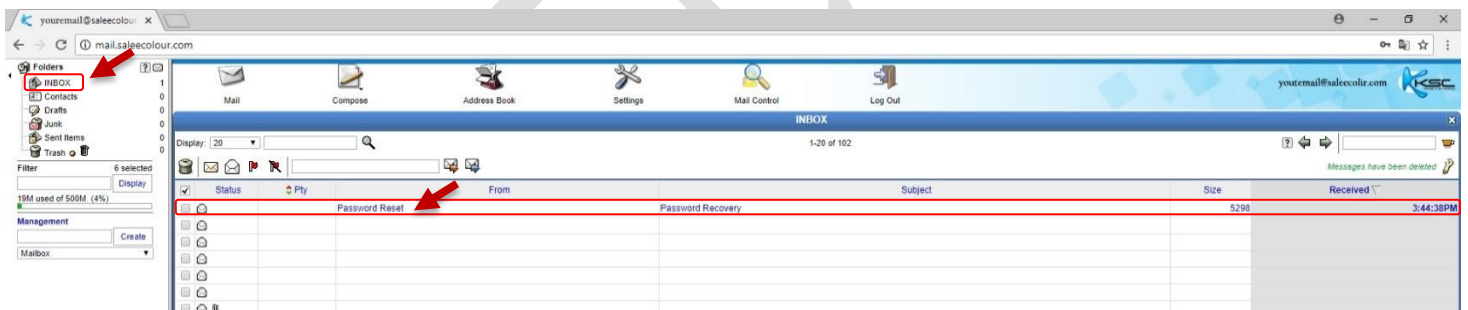 youremail@saleecolour
mail.saleecolour.com
Folders
INBOX 1
Contacts 0
Drafts 0
Junk 0
Sent Items 0
Trash 0
Filter 6 selected
Display
19M used of 500M (4%)
Management
Create
Mailbox
Mail Compose Address Book Settings Mail Control Log Out
youtemail@saleecolir.com KSC
INBOX
Display: 20 1-20 of 102
Messages have been deleted
Status Pty From Subject Size Received
Password Reset Password Recovery 5298 3:44:38PM